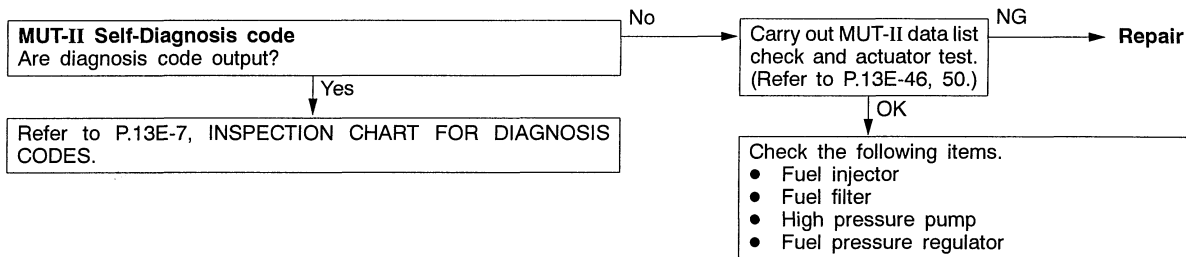 MUT-II Self-Diagnosis code
Are diagnosis code output?
No
Carry out MUT-II data list
check and actuator test.
(Refer to P.13E-46, 50.)
NG
Repair
Yes
OK
Refer to P.13E-7, INSPECTION CHART FOR DIAGNOSIS
CODES.
Check the following items.
● Fuel injector
● Fuel filter
● High pressure pump
● Fuel pressure regulator